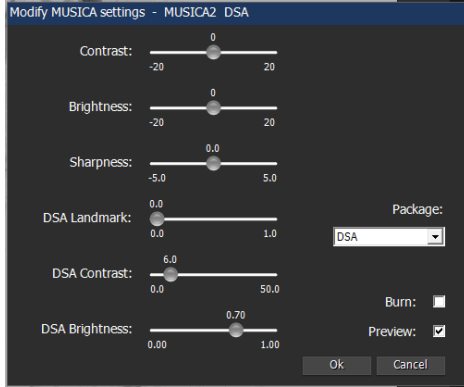 Modify MUSICA settings - MUSICA2 DSA
0
Contrast:
-20 20
0
Brightness:
-20 20
0.0
Sharpness:
-5.0 5.0
0.0
DSA Landmark:
0.0 1.0
Package:
DSA
6.0
DSA Contrast:
0.0 50.0
Burn:
0.70
DSA Brightness:
0.00 1.00
Preview:
Ok Cancel